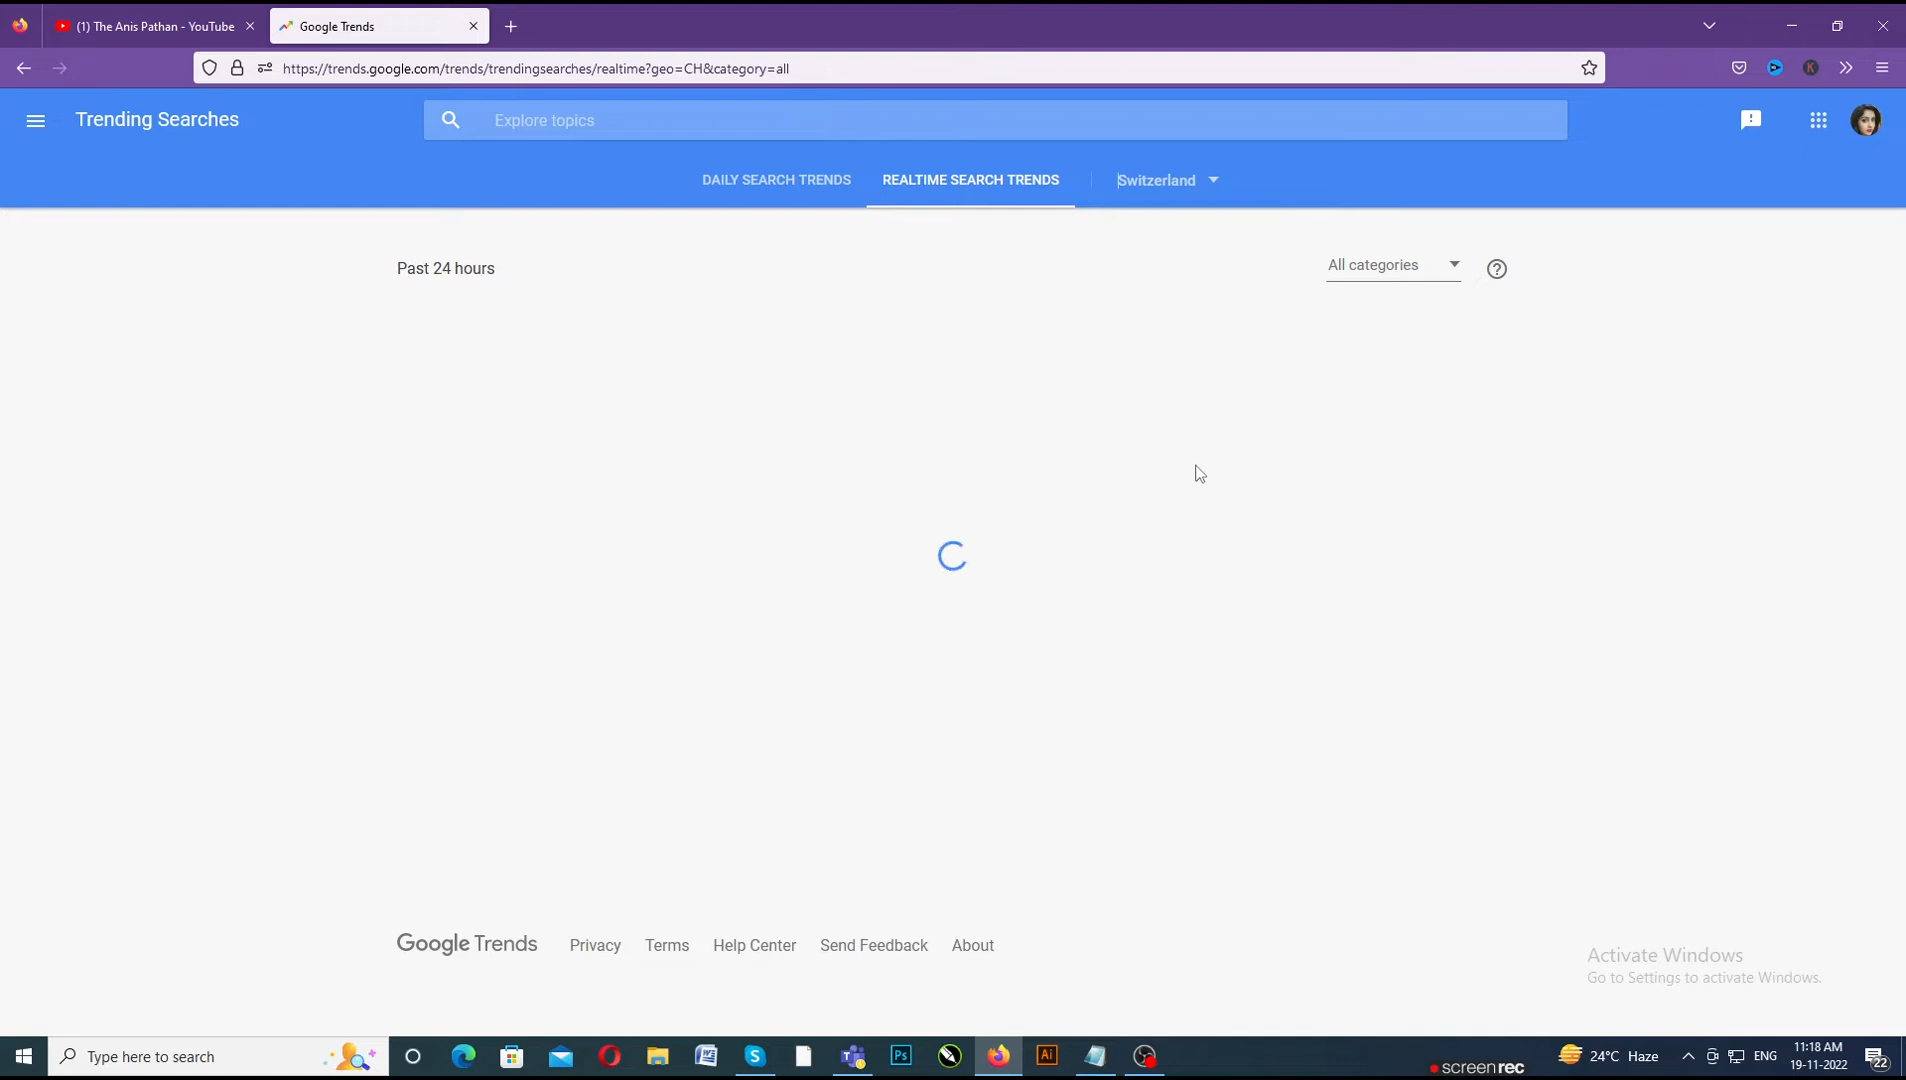 (1) The Anis Pathan - YouTube
Google Trends
https://trends.google.com/trends/trendingsearches/realtime?geo=CH&category=all
K
Trending Searches
Explore topics
DAILY SEARCH TRENDS
REALTIME SEARCH TRENDS
Switzerland
Past 24 hours
All categories
?
Google Trends
Privacy
Terms
Help Center
Send Feedback
About
Activate Windows
Go to Settings to activate Windows.
Type here to search
Ps
Ai
screenrec
24°C Haze
ENG
11:18 AM
19-11-2022
22